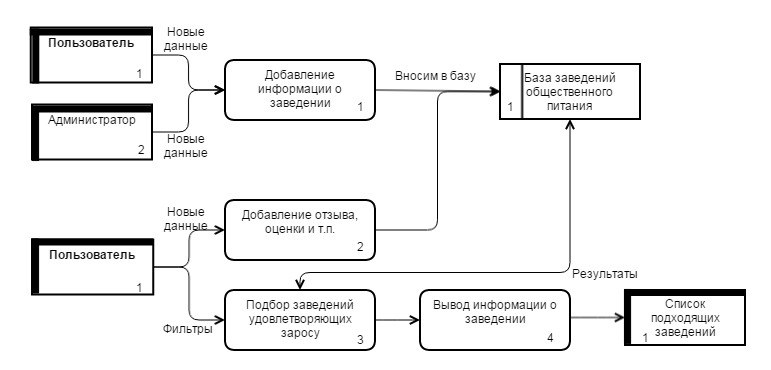 Пользователь
1
Новые
данные
Администратор
2
Новые
данные
Добавление
информации о
заведении
1
Вносим в базу
База заведений
общественного
питания
1
Пользователь
1
Новые
данные
Фильтры
Добавление отзыва,
оценки и т.п.
2
Подбор заведений
удовлетворяющих
заросу
3
Вывод информации о
заведении
4
Результаты
Список
подходящих
заведений
1